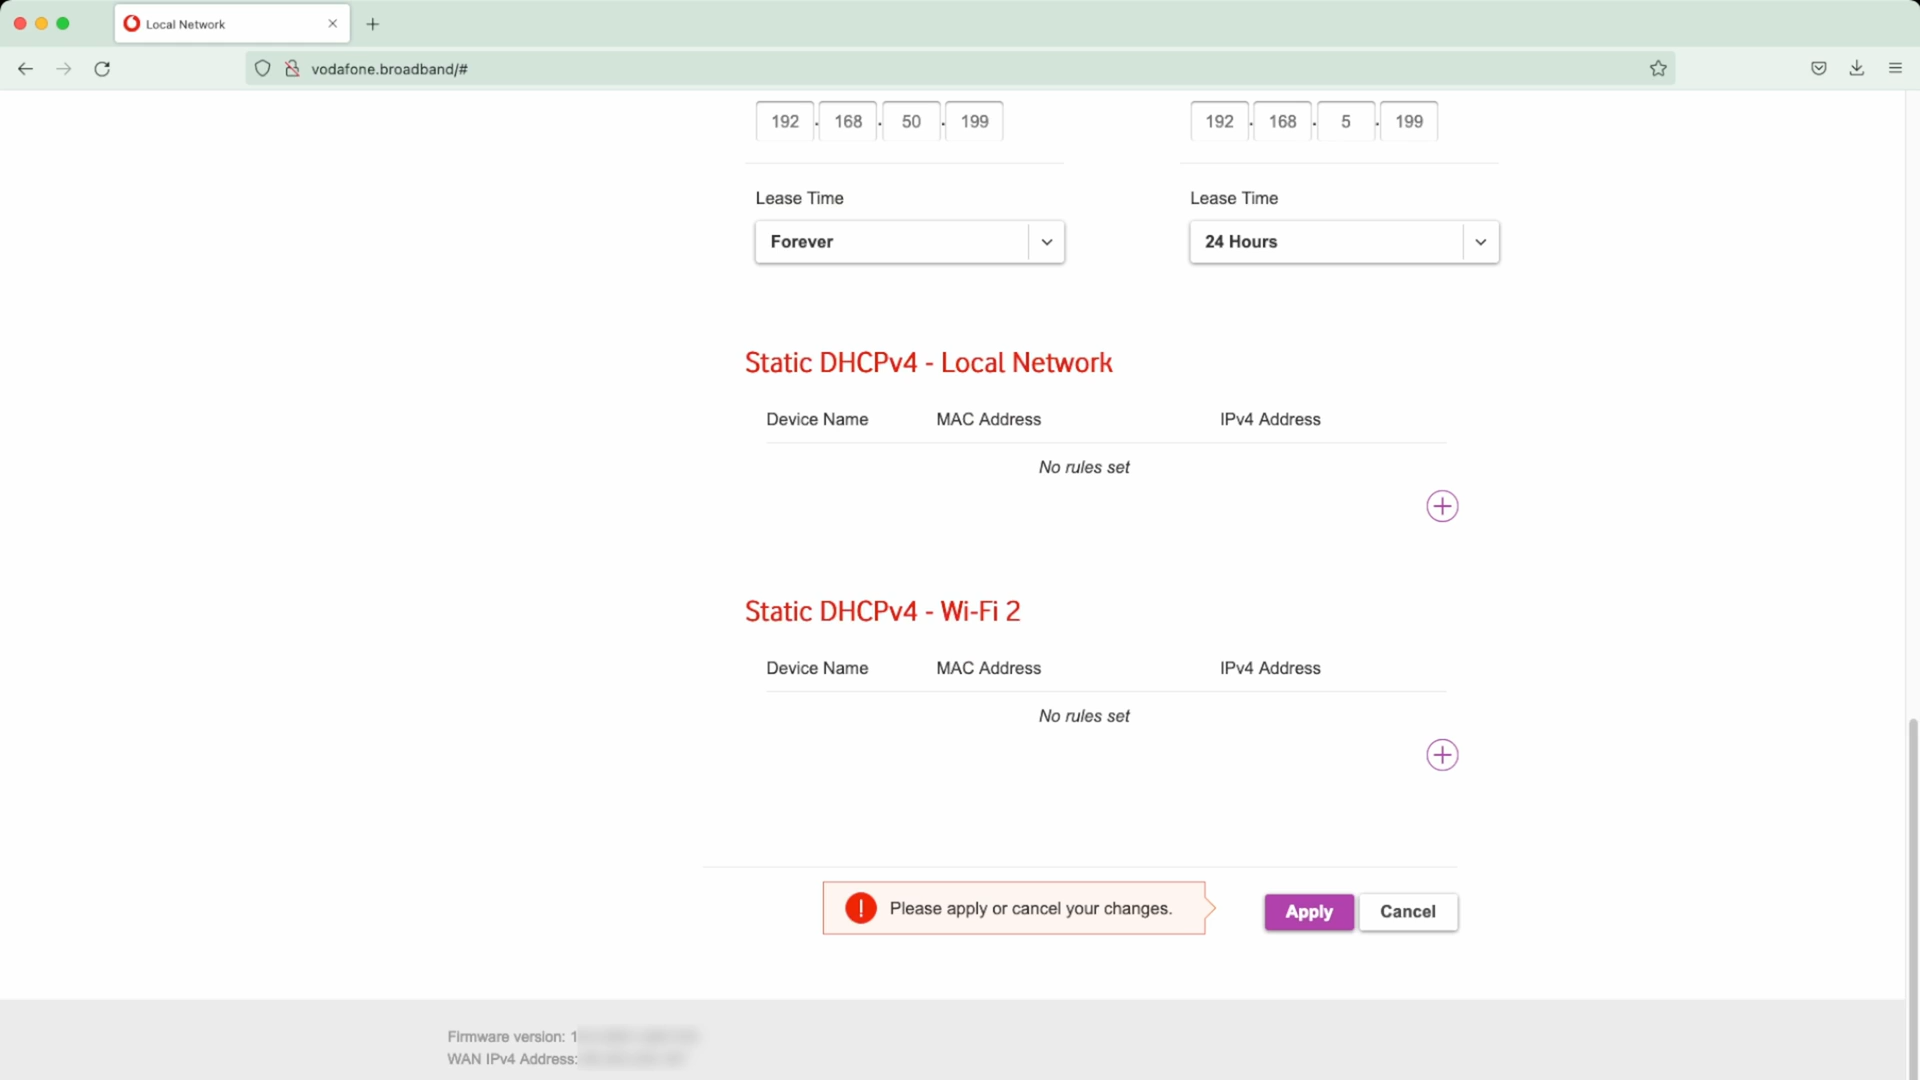 Local Network
vodafone.broadband/#
192 . 168 . 50 . 199
192 . 168 . 5 . 199
Lease Time
Lease Time
Forever
24 Hours
Static DHCPv4 - Local Network
Device Name MAC Address IPv4 Address
No rules set
Static DHCPv4 - Wi-Fi 2
Device Name MAC Address IPv4 Address
No rules set
! Please apply or cancel your changes.
Apply Cancel
Firmware version: 1
WAN IPv4 Address: